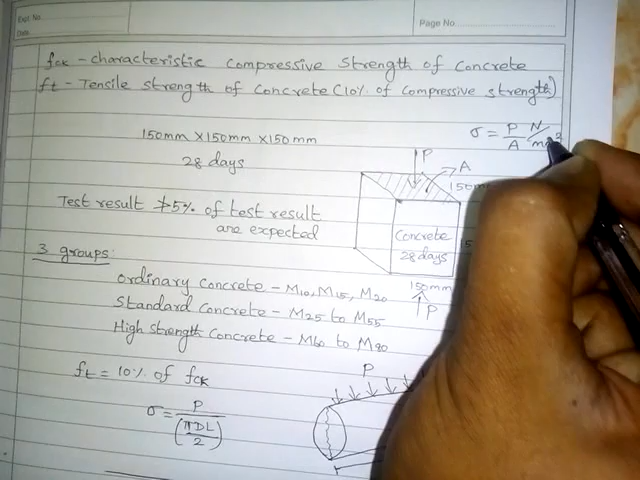 Expt. No.
Date
Page No.
fck - characteristic compressive strength of concrete
ft - Tensile strength of concrete (10% of compressive strength)
150mm x 150mm x 150mm
28 days
σ = P/A N/mm²
P
A
150mm
Test result ≯5% of test result
are expected
Concrete
28 days
150mm
P
3 groups:
ordinary concrete - M10, M15, M20
Standard concrete - M25 to M55
High strength concrete - M60 to M80
ft = 10% of fck
P
σ = P/(πDL/2)